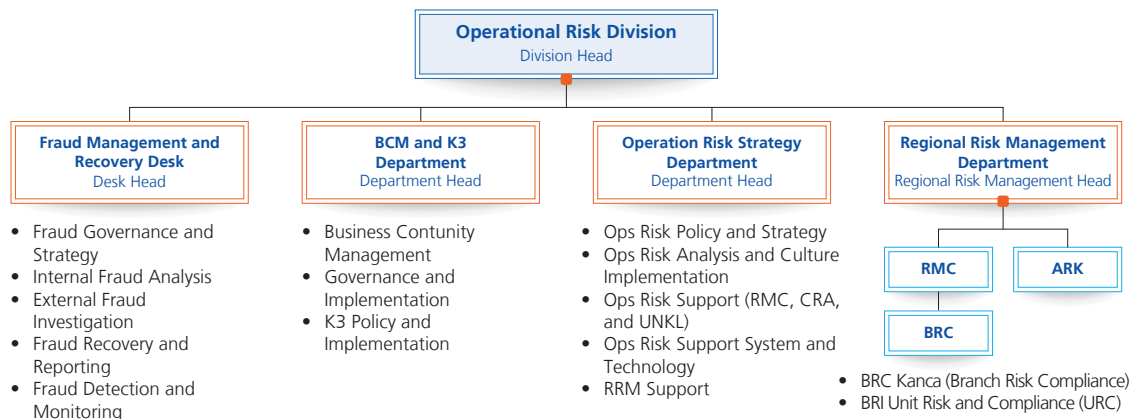 Operational Risk Division
Division Head
Fraud Management and
Recovery Desk
Desk Head
• Fraud Governance and
Strategy
• Internal Fraud Analysis
• External Fraud
Investigation
• Fraud Recovery and
Reporting
• Fraud Detection and
Monitoring
BCM and K3
Department
Department Head
• Business Contunity
Management
• Governance and
Implementation
• K3 Policy and
Implementation
Operation Risk Strategy
Department
Department Head
• Ops Risk Policy and Strategy
• Ops Risk Analysis and Culture
Implementation
• Ops Risk Support (RMC, CRA,
and UNKL)
• Ops Risk Support System and
Technology
• RRM Support
Regional Risk Management
Department
Regional Risk Management Head
RMC
ARK
BRC
• BRC Kanca (Branch Risk Compliance)
• BRI Unit Risk and Compliance (URC)